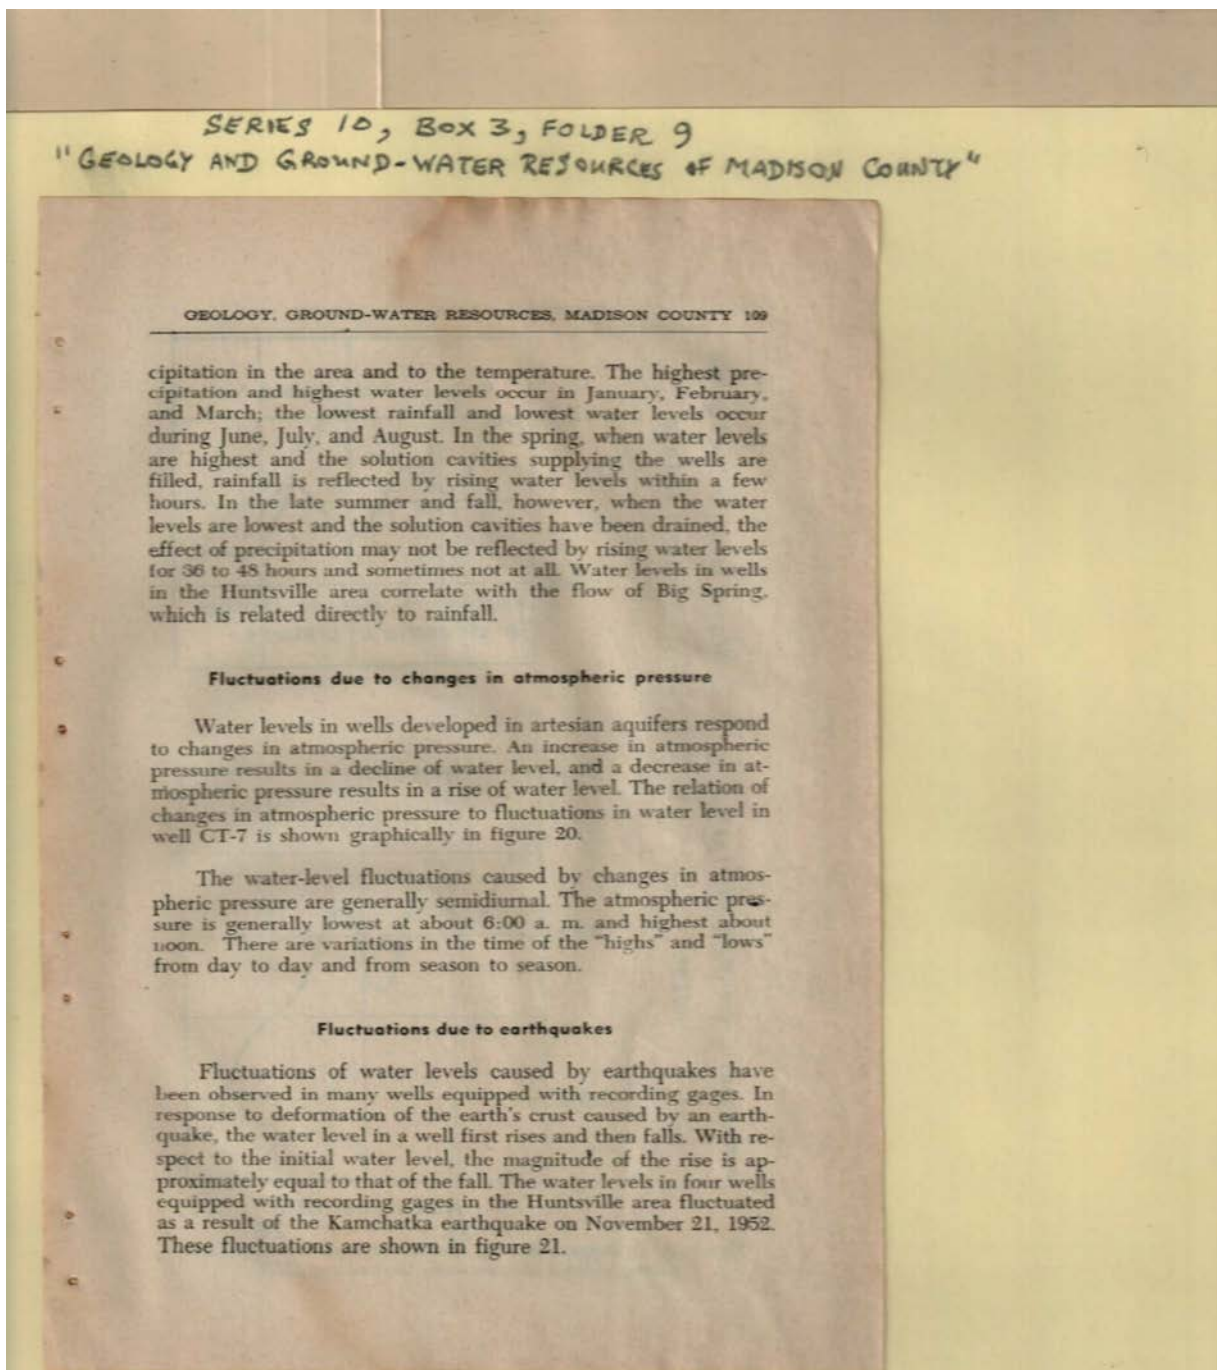 SERIES 10, BOX 3, FOLDER 9
"GEOLOGY AND GROUND-WATER RESOURCES OF MADISON COUNTY"
GEOLOGY, GROUND-WATER RESOURCES, MADISON COUNTY 109
cipitation in the area and to the temperature. The highest pre-
cipitation and highest water levels occur in January, February,
and March; the lowest rainfall and lowest water levels occur
during June, July, and August. In the spring, when water levels
are highest and the solution cavities supplying the wells are
filled, rainfall is reflected by rising water levels within a few
hours. In the late summer and fall, however, when the water
levels are lowest and the solution cavities have been drained, the
effect of precipitation may not be reflected by rising water levels
for 36 to 48 hours and sometimes not at all. Water levels in wells
in the Huntsville area correlate with the flow of Big Spring,
which is related directly to rainfall.
Fluctuations due to changes in atmospheric pressure
Water levels in wells developed in artesian aquifers respond
to changes in atmospheric pressure. An increase in atmospheric
pressure results in a decline of water level, and a decrease in at-
mospheric pressure results in a rise of water level. The relation of
changes in atmospheric pressure to fluctuations in water level in
well CT-7 is shown graphically in figure 20.
The water-level fluctuations caused by changes in atmos-
pheric pressure are generally semidiurnal. The atmospheric pres-
sure is generally lowest at about 6:00 a. m. and highest about
noon. There are variations in the time of the "highs" and "lows"
from day to day and from season to season.
Fluctuations due to earthquakes
Fluctuations of water levels caused by earthquakes have
been observed in many wells equipped with recording gages. In
response to deformation of the earth's crust caused by an earth-
quake, the water level in a well first rises and then falls. With re-
spect to the initial water level, the magnitude of the rise is ap-
proximately equal to that of the fall. The water levels in four wells
equipped with recording gages in the Huntsville area fluctuated
as a result of the Kamchatka earthquake on November 21, 1952.
These fluctuations are shown in figure 21.